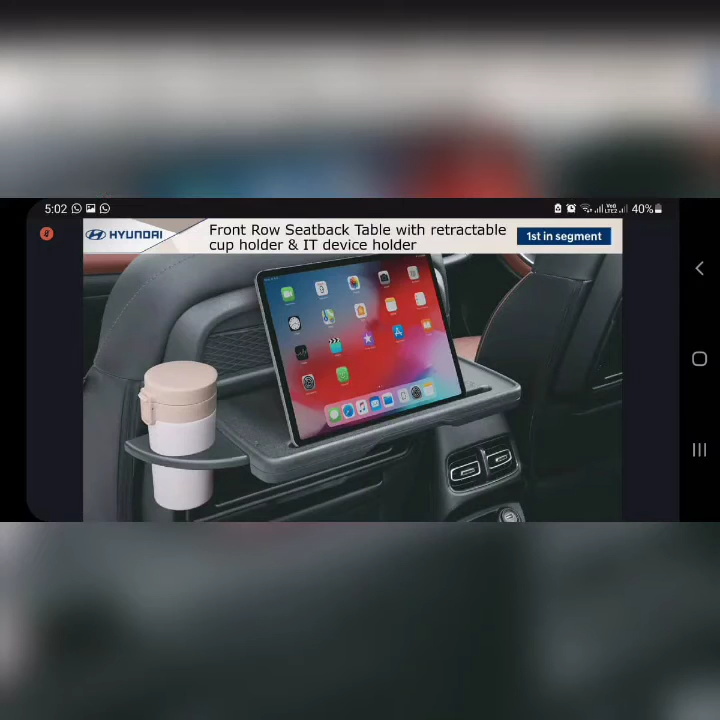 5:02
40%
HYUNDAI
Front Row Seatback Table with retractable
cup holder & IT device holder
1st in segment